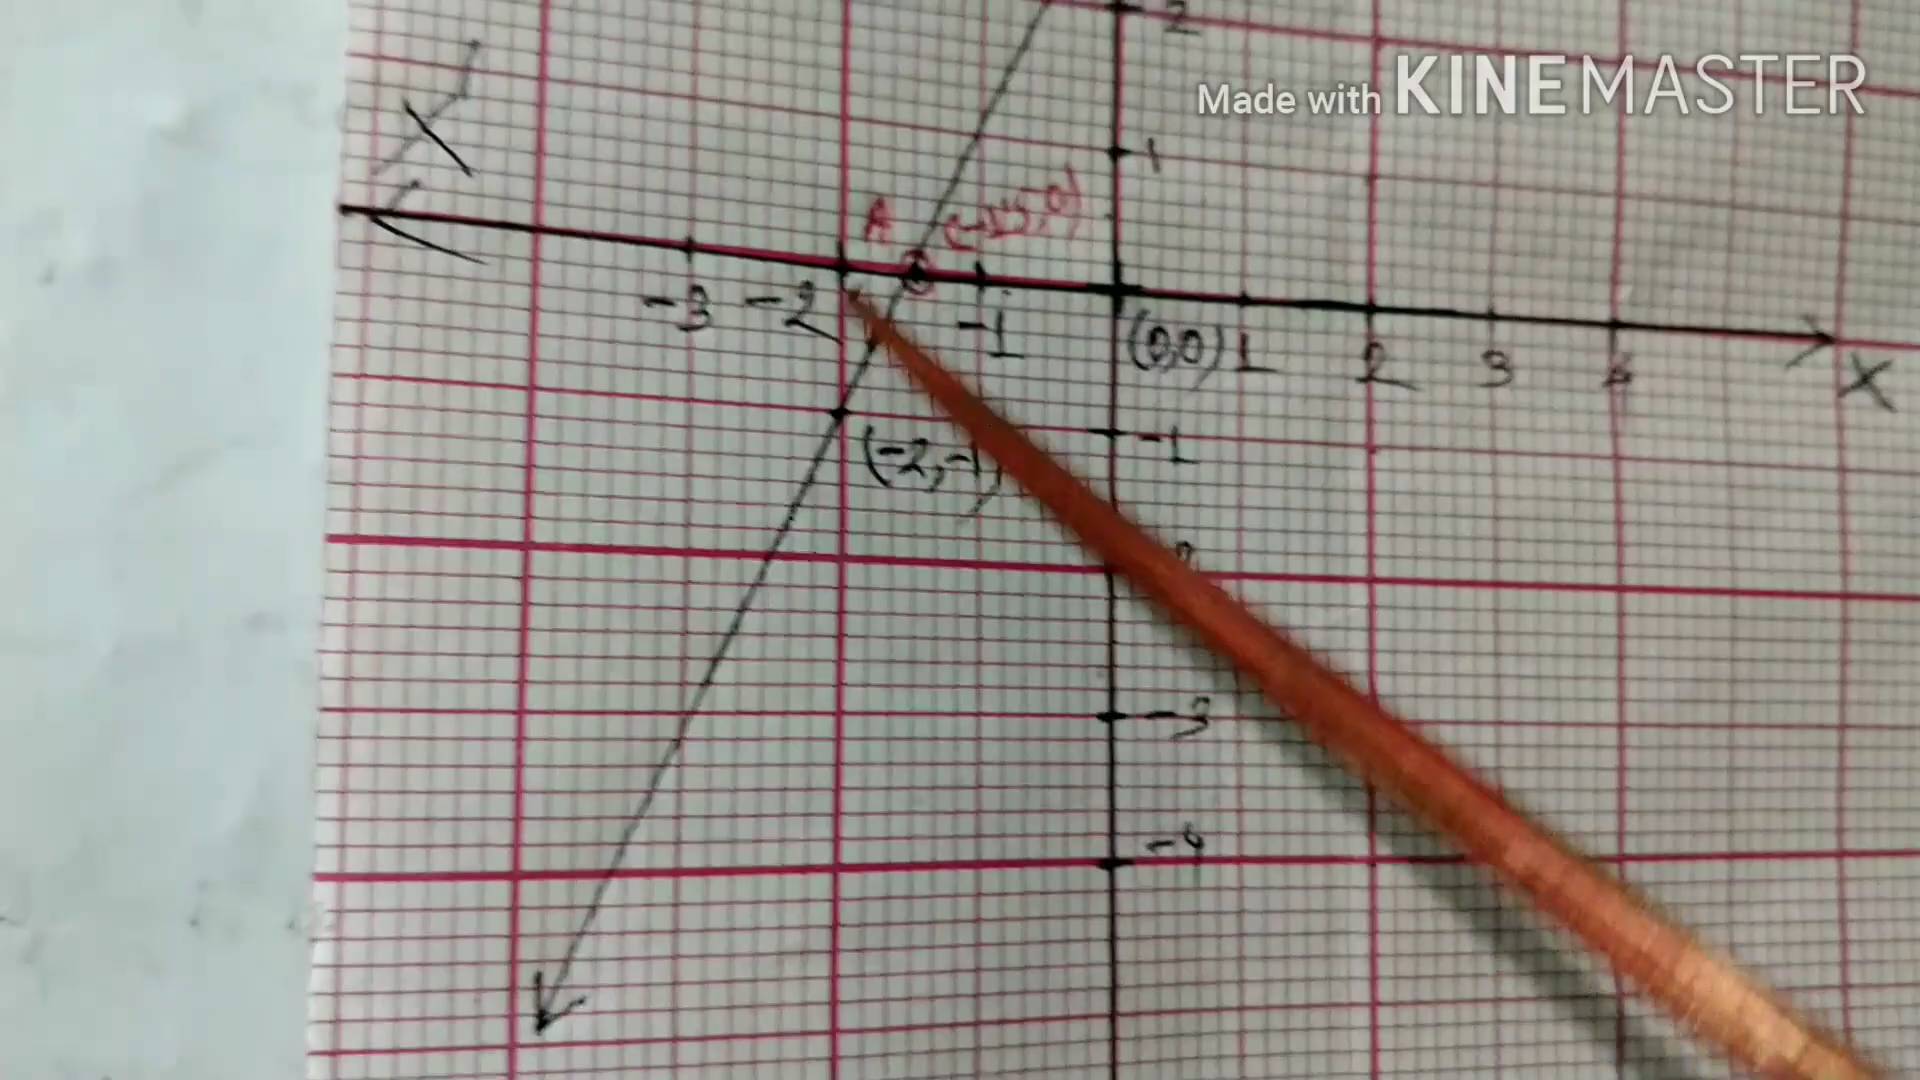 2
Made with KINEMASTER
X
1
A (-1.5,0)
-3 -2 -1 (0,0) 1 2 3
X
-1
(-2,-1)
-3
-4